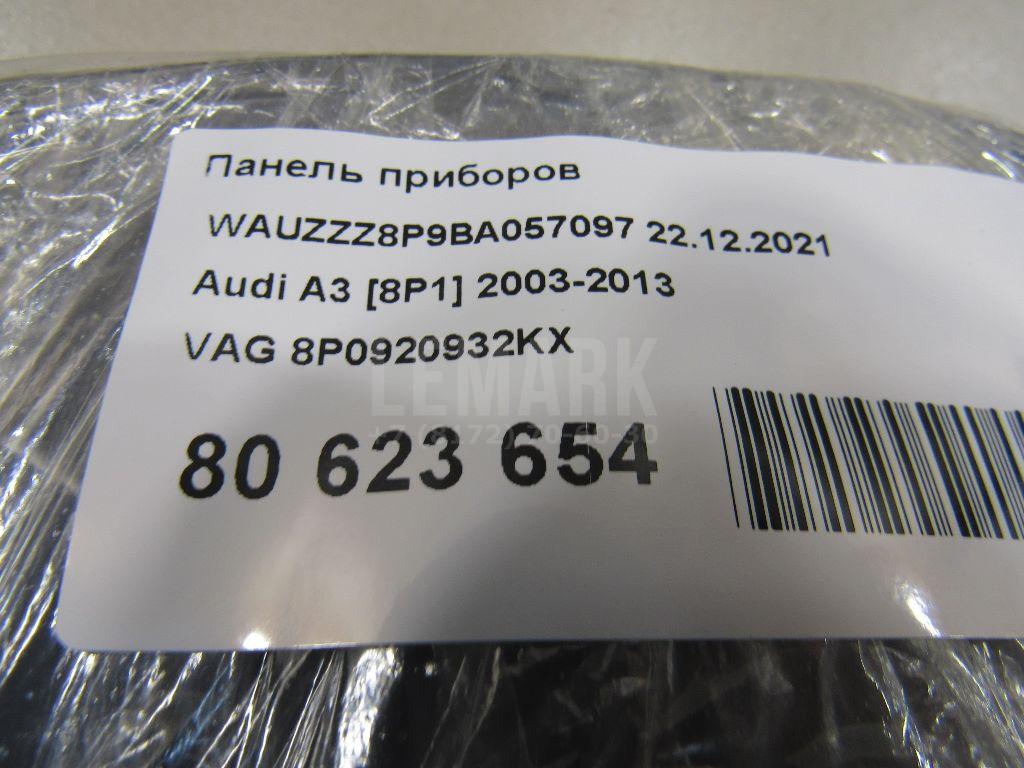 Панель приборов
WAUZZZ8P9BA057097 22.12.2021
Audi A3 [8P1] 2003-2013
VAG 8P0920932KX
LEMARK
80 623 654